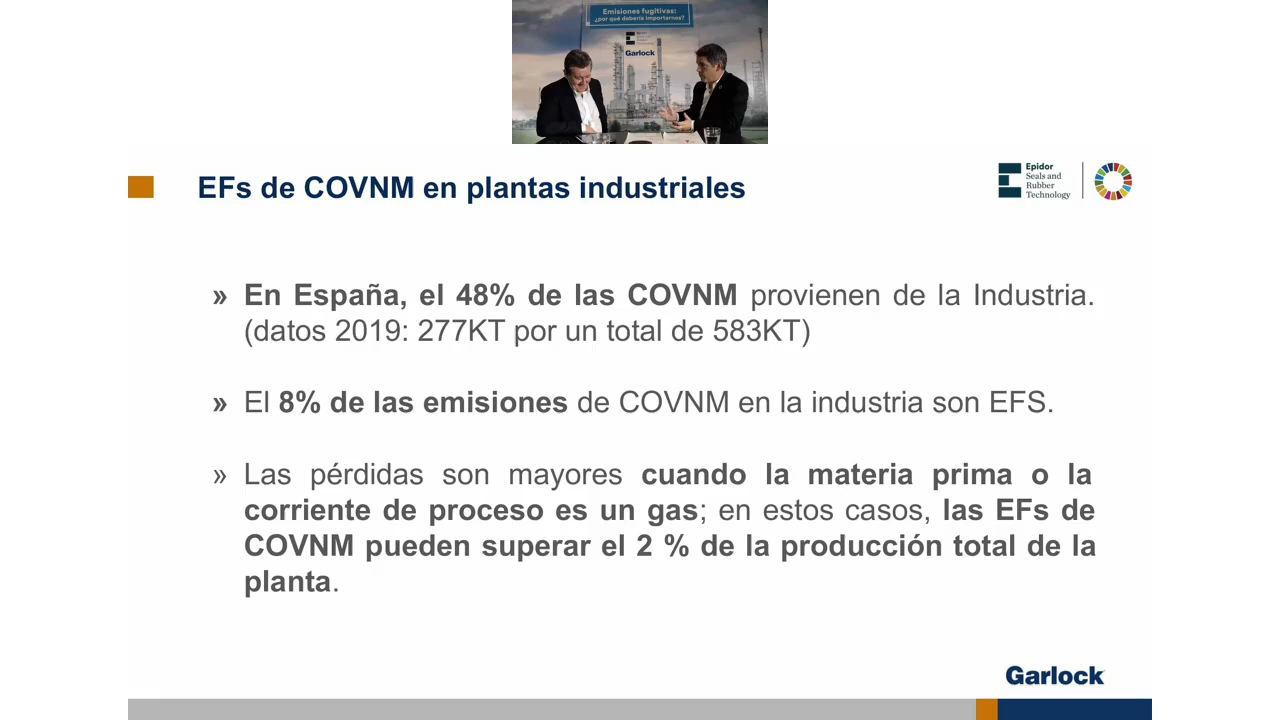 Emisiones fugitivas:
¿por qué debería importarnos?
Garlock
EFs de COVNM en plantas industriales
Epidor
Seals and
Rubber
Technology
» En España, el 48% de las COVNM provienen de la Industria.
(datos 2019: 277KT por un total de 583KT)
» El 8% de las emisiones de COVNM en la industria son EFS.
» Las pérdidas son mayores cuando la materia prima o la
corriente de proceso es un gas; en estos casos, las EFs de
COVNM pueden superar el 2 % de la producción total de la
planta.
Garlock